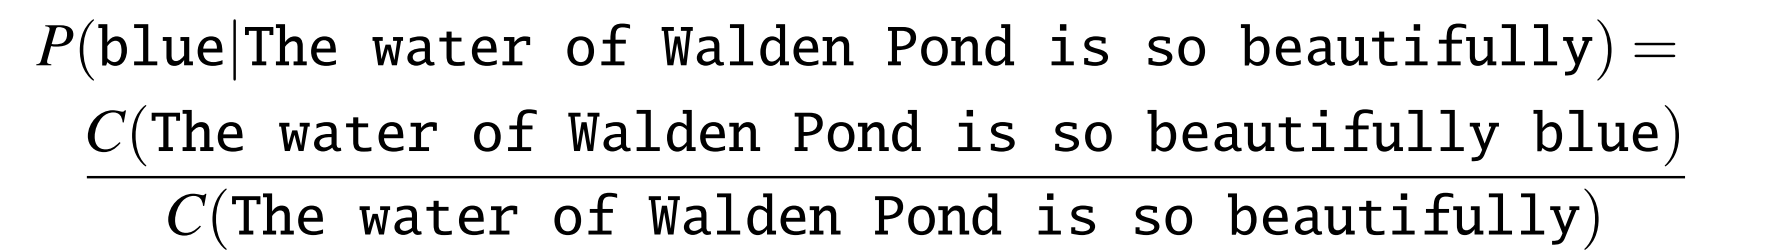 P(blue|The water of Walden Pond is so beautifully) =
C(The water of Walden Pond is so beautifully blue)
C(The water of Walden Pond is so beautifully)